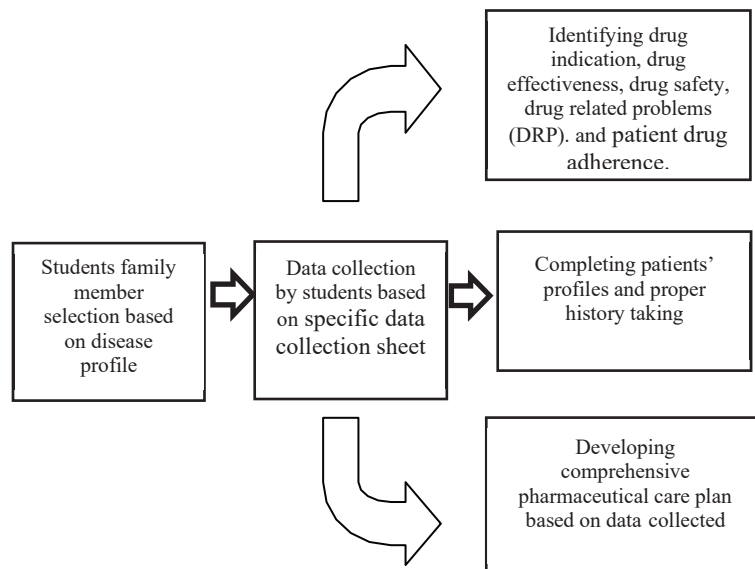 Identifying drug
indication, drug
effectiveness, drug safety,
drug related problems
(DRP). and patient drug
adherence.
Students family
member
selection based
on disease
profile
Data collection
by students based
on specific data
collection sheet
Completing patients’
profiles and proper
history taking
Developing
comprehensive
pharmaceutical care plan
based on data collected